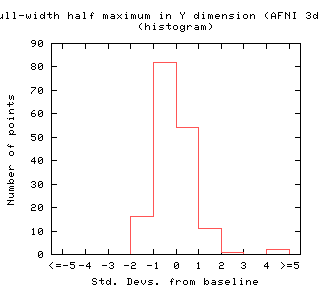 ull-width half maximum in Y dimension (AFNI 3d
(histogram)
90
80
70
60
50
40
30
20
10
0
Number of points
<=-5 -4 -3 -2 -1 0 1 2 3 4 >=5
Std. Devs. from baseline